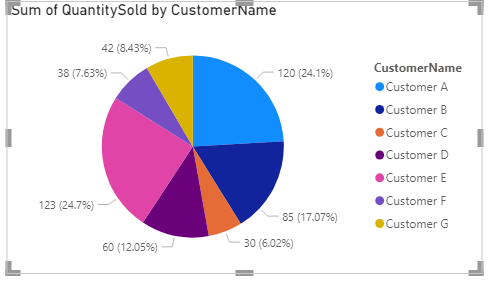 Sum of QuantitySold by CustomerName
42 (8.43%)
38 (7.63%)
120 (24.1%)
123 (24.7%)
85 (17.07%)
60 (12.05%)
30 (6.02%)
CustomerName
Customer A
Customer B
Customer C
Customer D
Customer E
Customer F
Customer G